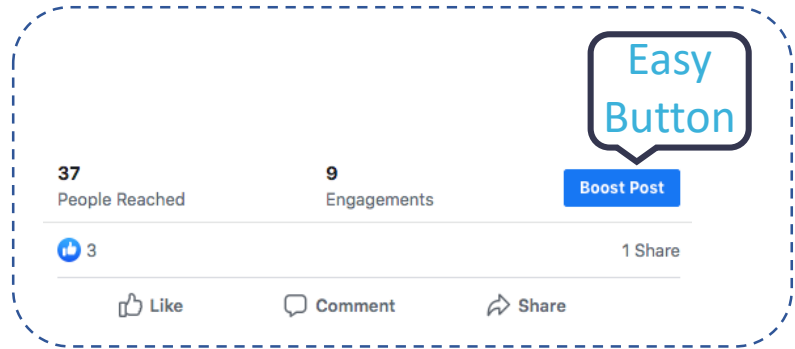 Easy
Button
37
9
Boost Post
People Reached
Engagements
3
1 Share
Like
Comment
Share